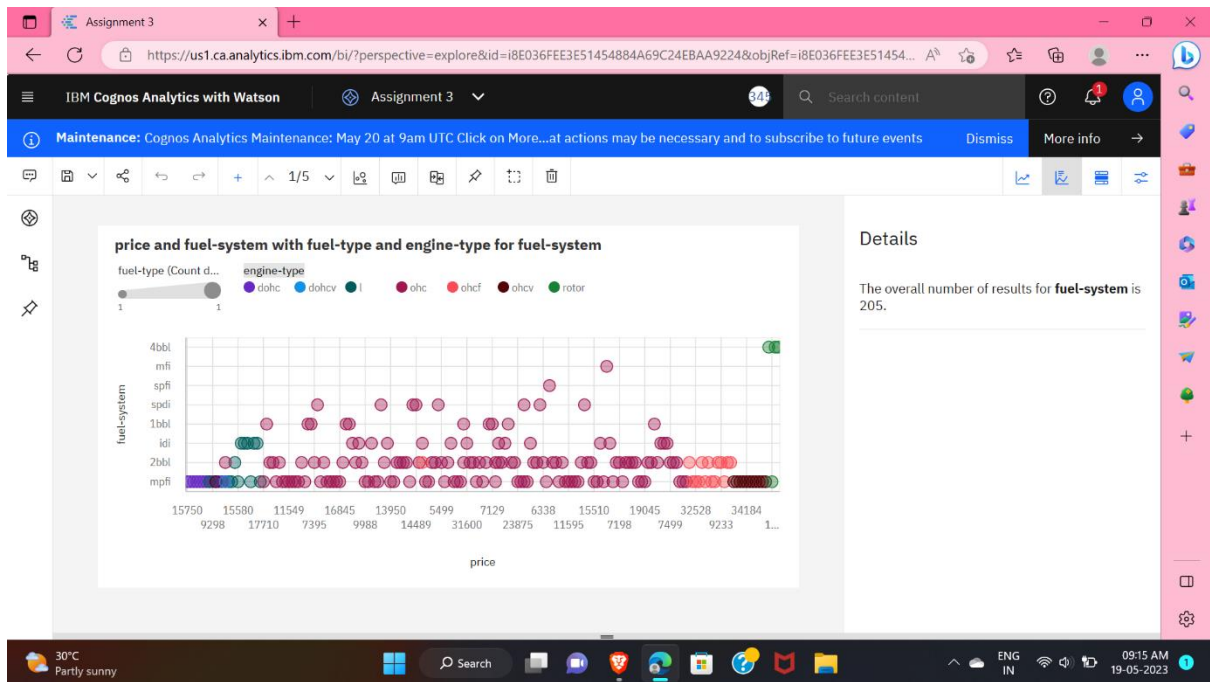 Assignment 3
https://us1.ca.analytics.ibm.com/bi/?perspective=explore&id=i8E036FEE3E51454884A69C24EBAA9224&objRef=i8E036FEE3E51454...
IBM Cognos Analytics with Watson
Assignment 3
345
Search content
1
Maintenance: Cognos Analytics Maintenance: May 20 at 9am UTC Click on More...at actions may be necessary and to subscribe to future events
Dismiss
More info
1/5
price and fuel-system with fuel-type and engine-type for fuel-system
fuel-type (Count d...
engine-type
dohc dohcv l ohc ohcf ohcv rotor
1 1
Details
The overall number of results for fuel-system is
205.
fuel-system
4bbl
mfi
spfi
spdi
1bbl
idi
2bbl
mpfi
15750 15580 11549 16845 13950 5499 7129 6338 15510 19045 32528 34184
9298 17710 7395 9988 14489 31600 23875 11595 7198 7499 9233 1...
price
30°C
Partly sunny
Search
ENG
IN
09:15 AM
19-05-2023
1